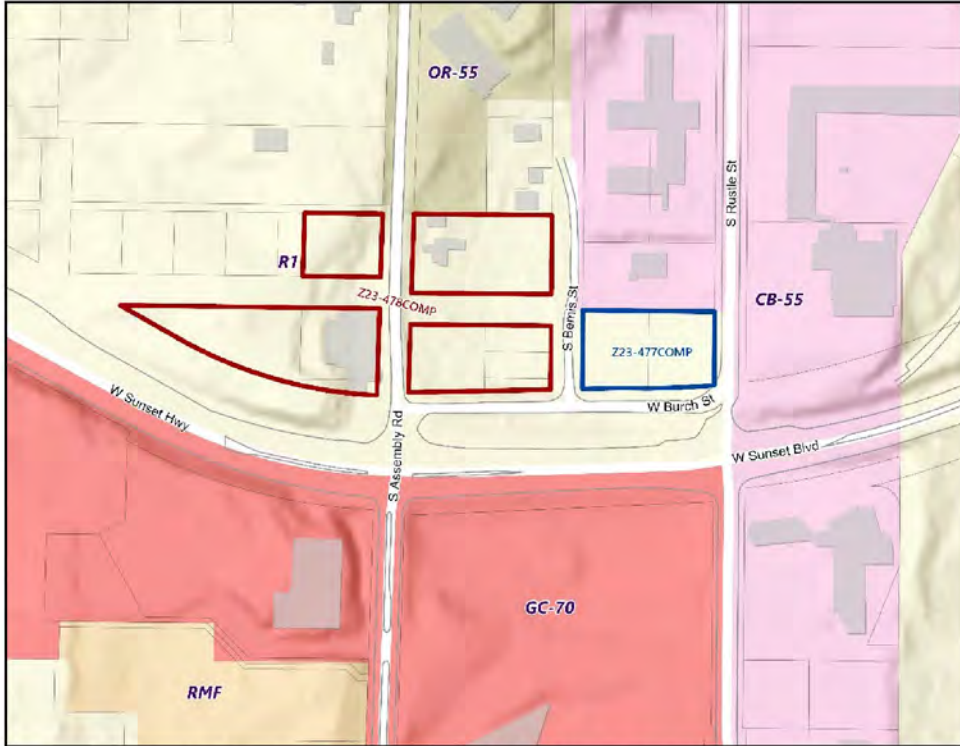 OR-55
S Rustle St
R1
Z23-478COMP
CB-55
S Bemis St
Z23-477COMP
W Burch St
W Sunset Hwy
S Assembly Rd
W Sunset Blvd
GC-70
RMF